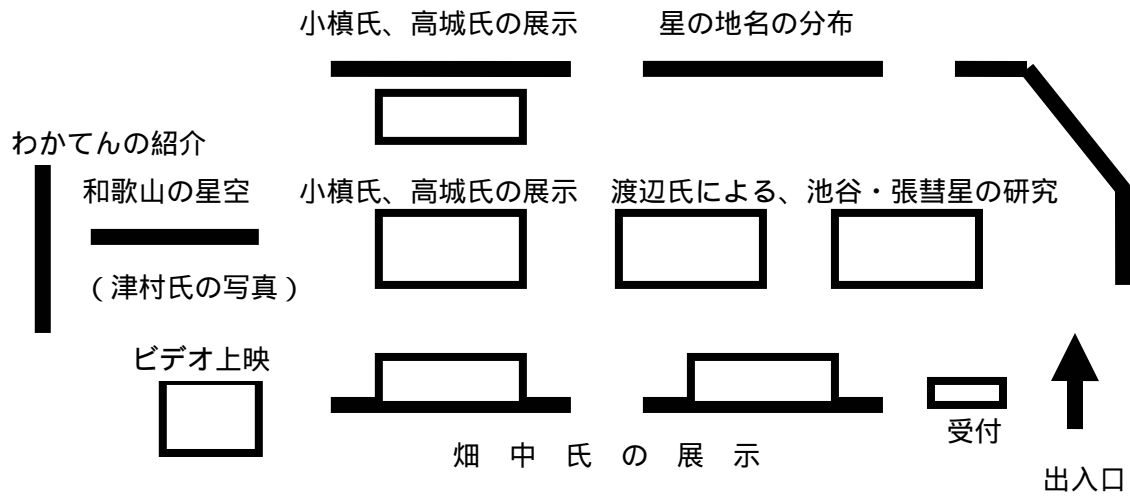 小槙氏、高城氏の展示
星の地名の分布
わかてんの紹介
和歌山の星空
小槙氏、高城氏の展示
渡辺氏による、池谷・張彗星の研究
(津村氏の写真)
ビデオ上映
受付
畑中氏の展示
出入口